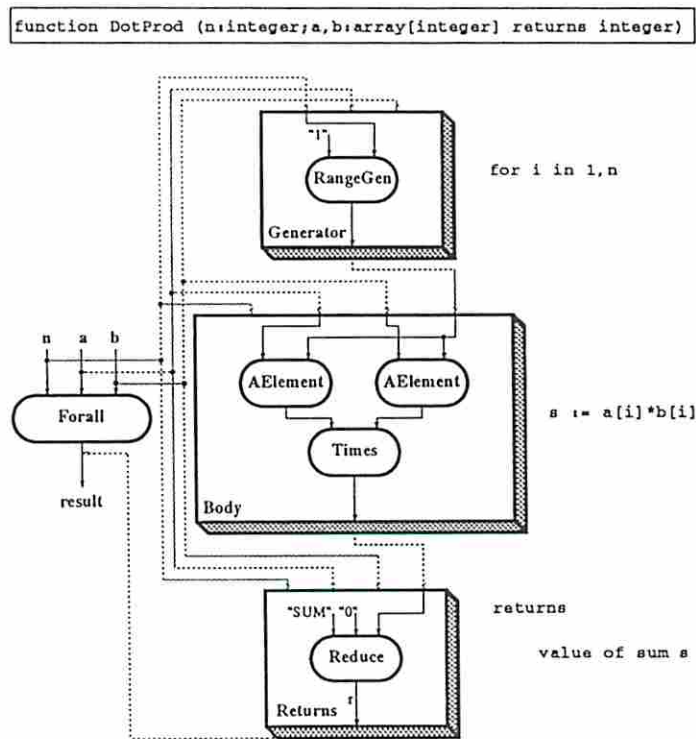 function DotProd (n:integer;a,b:array[integer] returns integer)
"1"
RangeGen
for i in 1,n
Generator
n a b
AElement AElement
Forall
s := a[i]*b[i]
Times
result
Body
"SUM" "0"
returns
Reduce
value of sum s
r
Returns